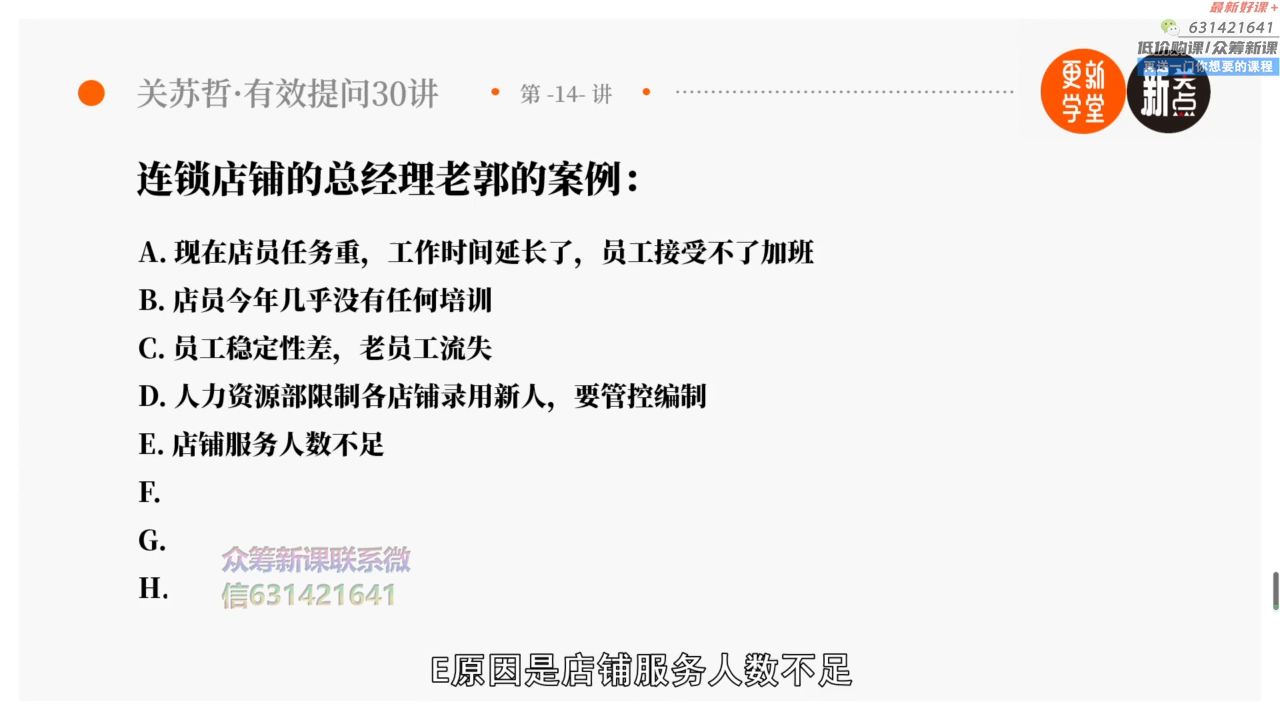 最新好课+
631421641
低价购课/众筹新课
再送一门你想要的课程
关苏哲·有效提问30讲 • 第 -14- 讲 •
更新学堂
新关点
连锁店铺的总经理老郭的案例：
A. 现在店员任务重，工作时间延长了，员工接受不了加班
B. 店员今年几乎没有任何培训
C. 员工稳定性差，老员工流失
D. 人力资源部限制各店铺录用新人，要管控编制
E. 店铺服务人数不足
F.
G.
H.
众筹新课联系微
信631421641
E原因是店铺服务人数不足